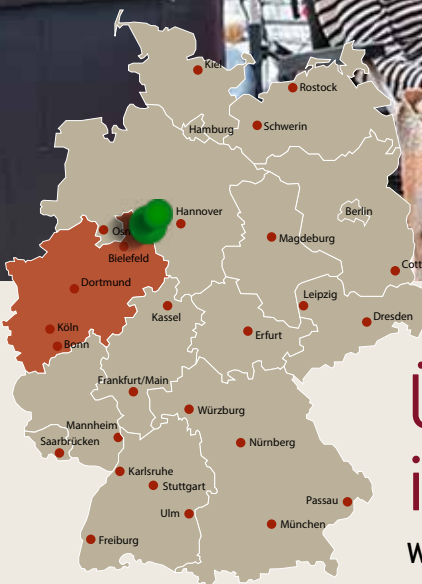 Kiel
Rostock
Hamburg
Schwerin
Hannover
Berlin
Magdeburg
Bielefeld
Dortmund
Kassel
Leipzig
Dresden
Erfurt
Köln
Bonn
Frankfurt/Main
Würzburg
Mannheim
Saarbrücken
Nürnberg
Karlsruhe
Stuttgart
Passau
Ulm
München
Freiburg